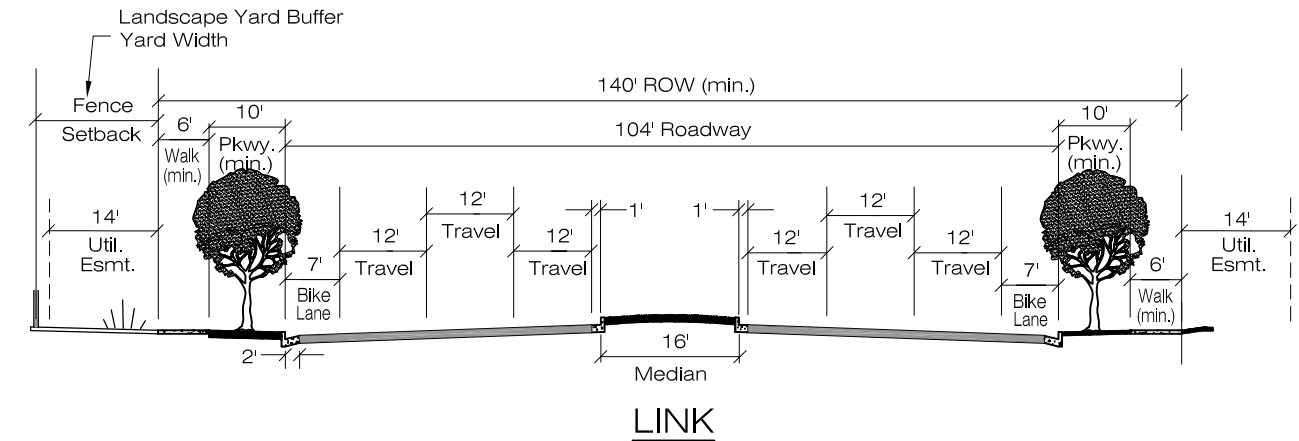 Landscape Yard Buffer
Yard Width
140' ROW (min.)
Fence
Setback
6'
Walk
(min.)
10'
Pkwy.
(min.)
104' Roadway
10'
Pkwy.
(min.)
14'
Util.
Esmt.
7'
Bike
Lane
12'
Travel
12'
Travel
12'
Travel
1'
1'
12'
Travel
12'
Travel
12'
Travel
7'
Bike
Lane
6'
Walk
(min.)
14'
Util.
Esmt.
2'
16'
Median
LINK